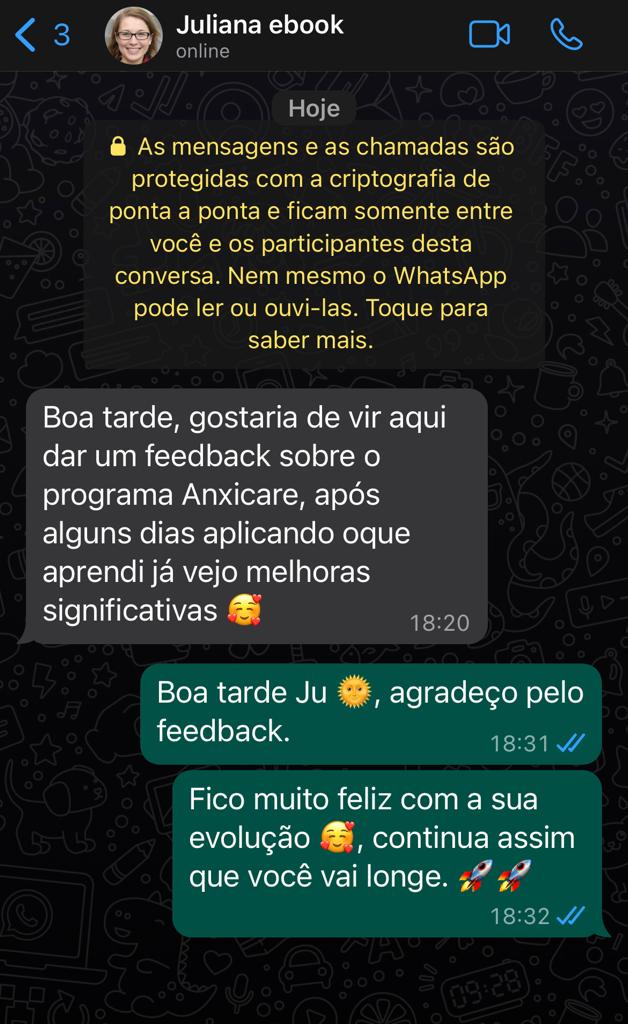 3
Juliana ebook
online
Hoje
🔒 As mensagens e as chamadas são
protegidas com a criptografia de
ponta a ponta e ficam somente entre
você e os participantes desta
conversa. Nem mesmo o WhatsApp
pode ler ou ouvi-las. Toque para
saber mais.
Boa tarde, gostaria de vir aqui
dar um feedback sobre o
programa Anxicare, após
alguns dias aplicando oque
aprendi já vejo melhoras
significativas 🥰
18:20
Boa tarde Ju 🌞, agradeço pelo
feedback.
18:31
Fico muito feliz com a sua
evolução 🥰, continua assim
que você vai longe. 🚀 🚀
18:32
09:28